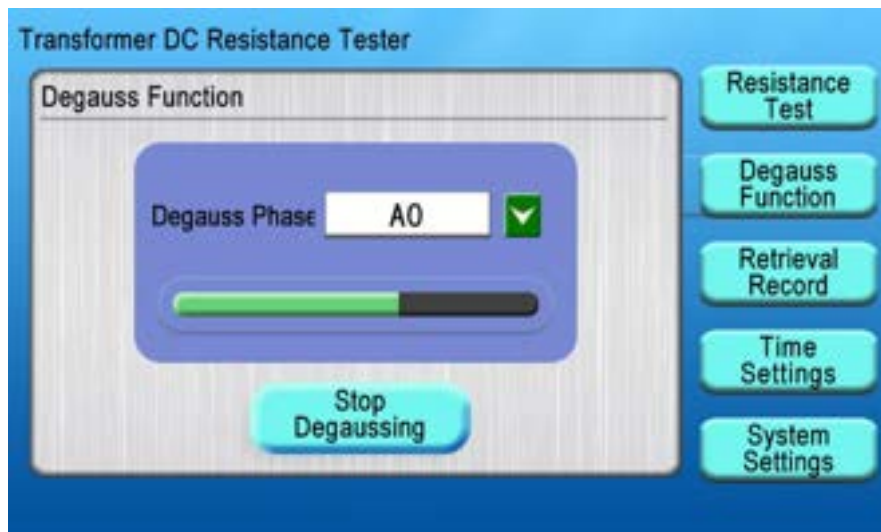 Transformer DC Resistance Tester
Degauss Function
Degauss Phase
AO
Stop
Degaussing
Resistance
Test
Degauss
Function
Retrieval
Record
Time
Settings
System
Settings